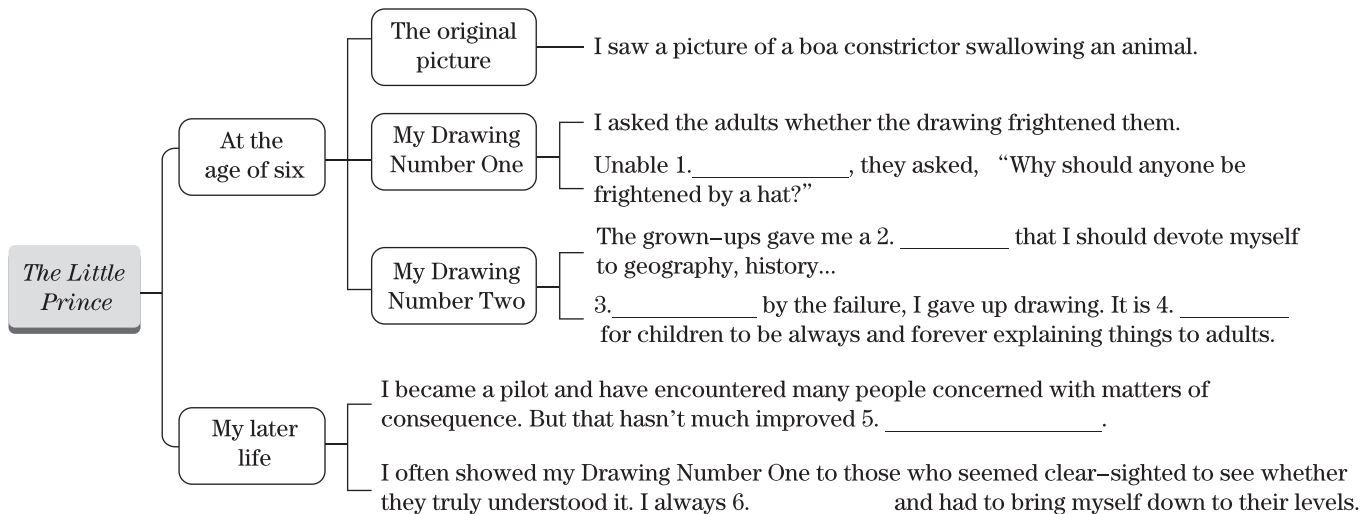 The original
picture
I saw a picture of a boa constrictor swallowing an animal.
At the
age of six
My Drawing
Number One
I asked the adults whether the drawing frightened them.
Unable 1.______________, they asked, “Why should anyone be
frightened by a hat?”
The Little
Prince
My Drawing
Number Two
The grown-ups gave me a 2. __________ that I should devote myself
to geography, history...
3._____________ by the failure, I gave up drawing. It is 4. __________
for children to be always and forever explaining things to adults.
My later
life
I became a pilot and have encountered many people concerned with matters of
consequence. But that hasn’t much improved 5. ____________________.
I often showed my Drawing Number One to those who seemed clear-sighted to see whether
they truly understood it. I always 6. and had to bring myself down to their levels.